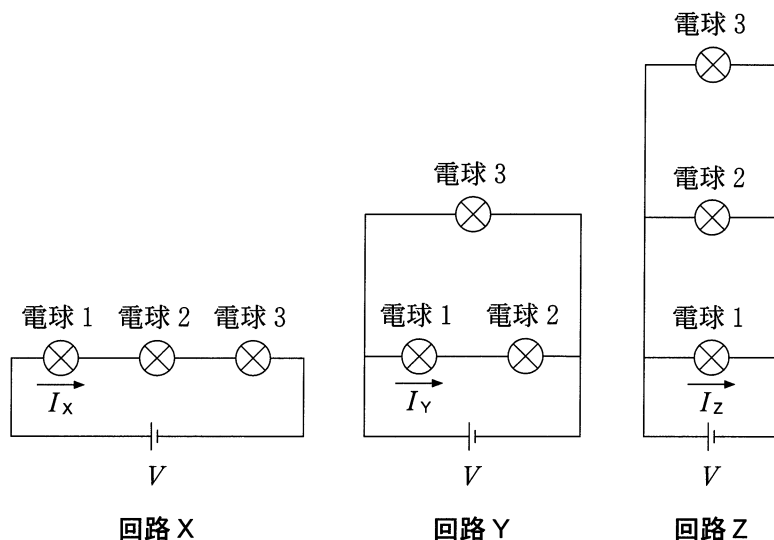 電球 3
電球 2
電球 3
電球 1 電球 2 電球 3
電球 1 電球 2
電球 1
I_X
I_Y
I_Z
V
V
V
回路 X
回路 Y
回路 Z